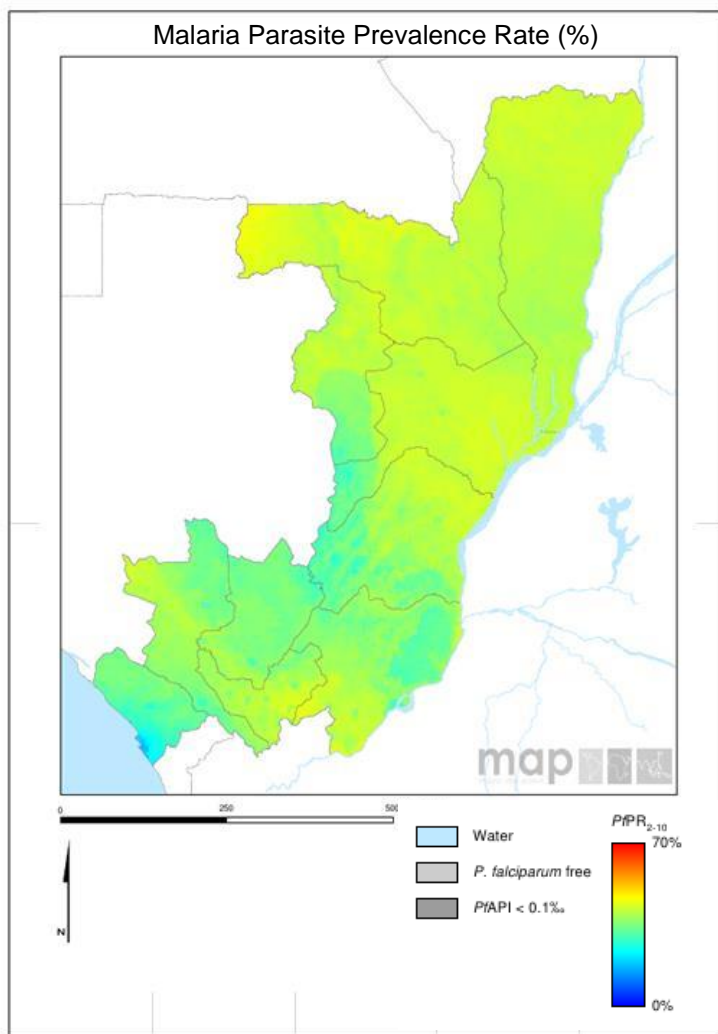 Malaria Parasite Prevalence Rate (%)
map
0 250 500
N
Water
P. falciparum free
PfAPI < 0.1‰
PfPR2-10
70%
0%